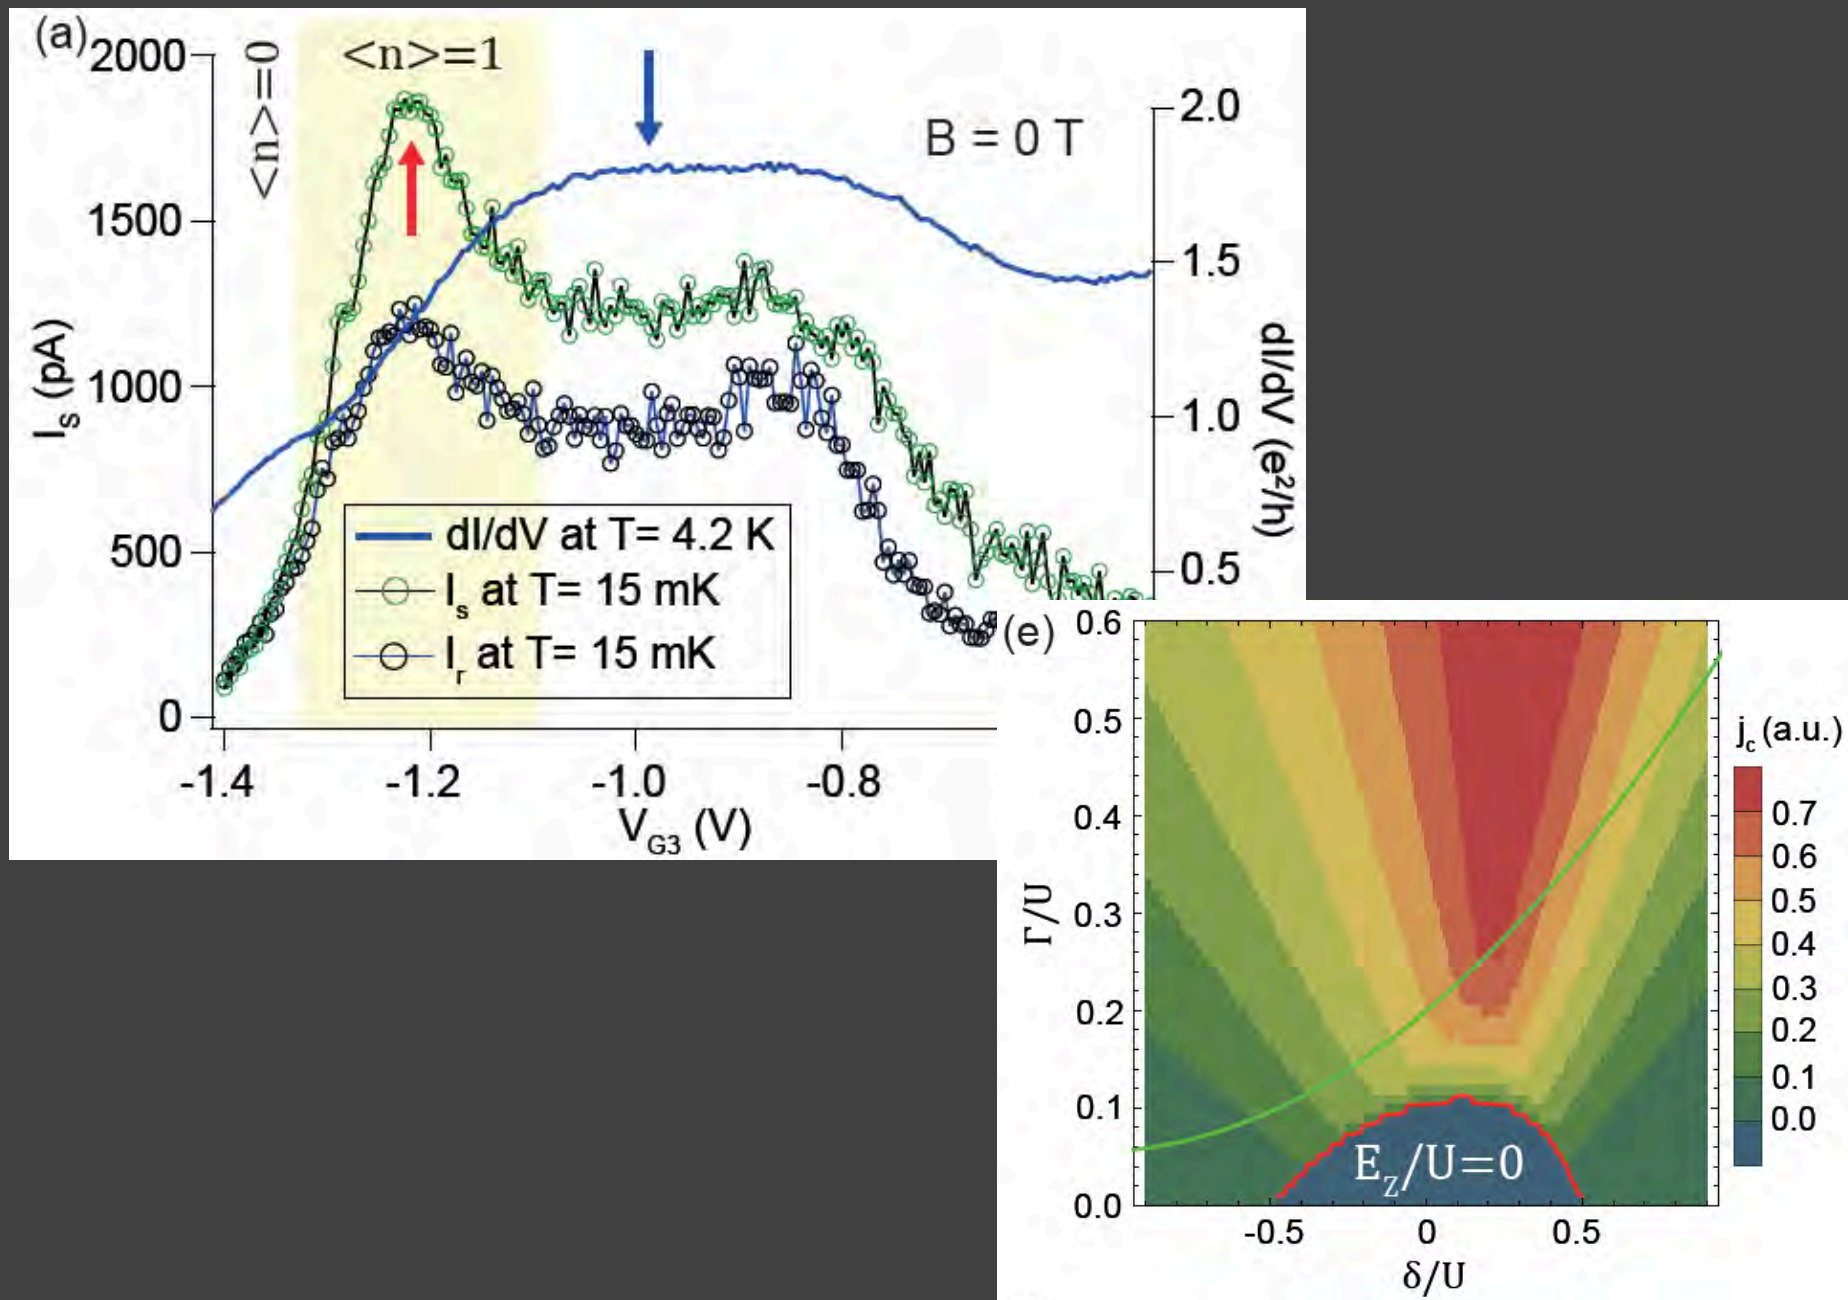 (a)
<n>=0
<n>=1
B = 0 T
2000
1500
1000
500
0
I_S (pA)
2.0
1.5
1.0
0.5
dI/dV (e²/h)
dI/dV at T= 4.2 K
I_s at T= 15 mK
I_r at T= 15 mK
-1.4 -1.2 -1.0 -0.8
V_G3 (V)
(e)
0.6
0.5
0.4
0.3
0.2
0.1
0.0
Γ/U
E_Z/U=0
-0.5 0 0.5
δ/U
j_c (a.u.)
0.7
0.6
0.5
0.4
0.3
0.2
0.1
0.0